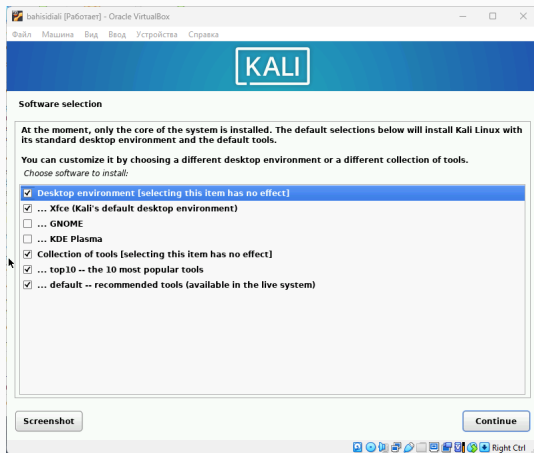 bahisidiali [Работает] - Oracle VirtualBox
Файл Машина Вид Ввод Устройства Справка
KALI
Software selection
At the moment, only the core of the system is installed. The default selections below will install Kali Linux with
its standard desktop environment and the default tools.
You can customize it by choosing a different desktop environment or a different collection of tools.
Choose software to install:
Desktop environment [selecting this item has no effect]
... Xfce (Kali's default desktop environment)
... GNOME
... KDE Plasma
Collection of tools [selecting this item has no effect]
... top10 -- the 10 most popular tools
... default -- recommended tools (available in the live system)
Screenshot Continue
Right Ctrl